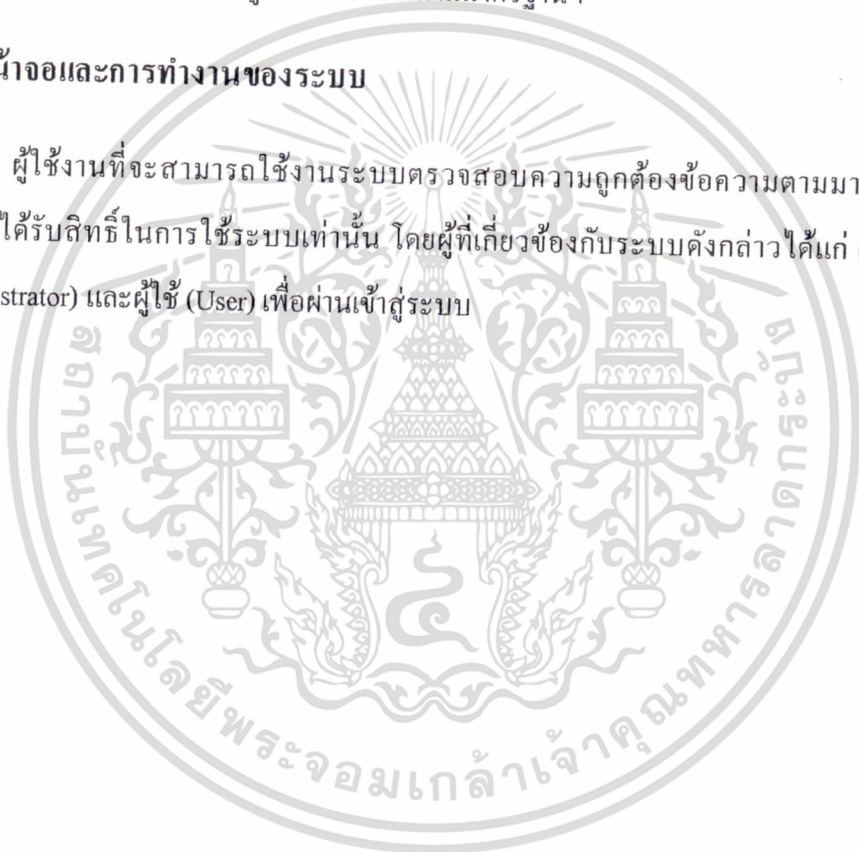 น้าจอและการทำงานของระบบ
ผู้ใช้งานที่จะสามารถใช้งานระบบตรวจสอบความถูกต้องข้อความตามมา
ได้รับสิทธิ์ในการใช้ระบบเท่านั้น โดยผู้ที่เกี่ยวข้องกับระบบดังกล่าวได้แก่
strator) และผู้ใช้ (User) เพื่อผ่านเข้าสู่ระบบ
สถาบันเทคโนโลยีพระจอมเกล้าเจ้าคุณทหารลาดกระบัง